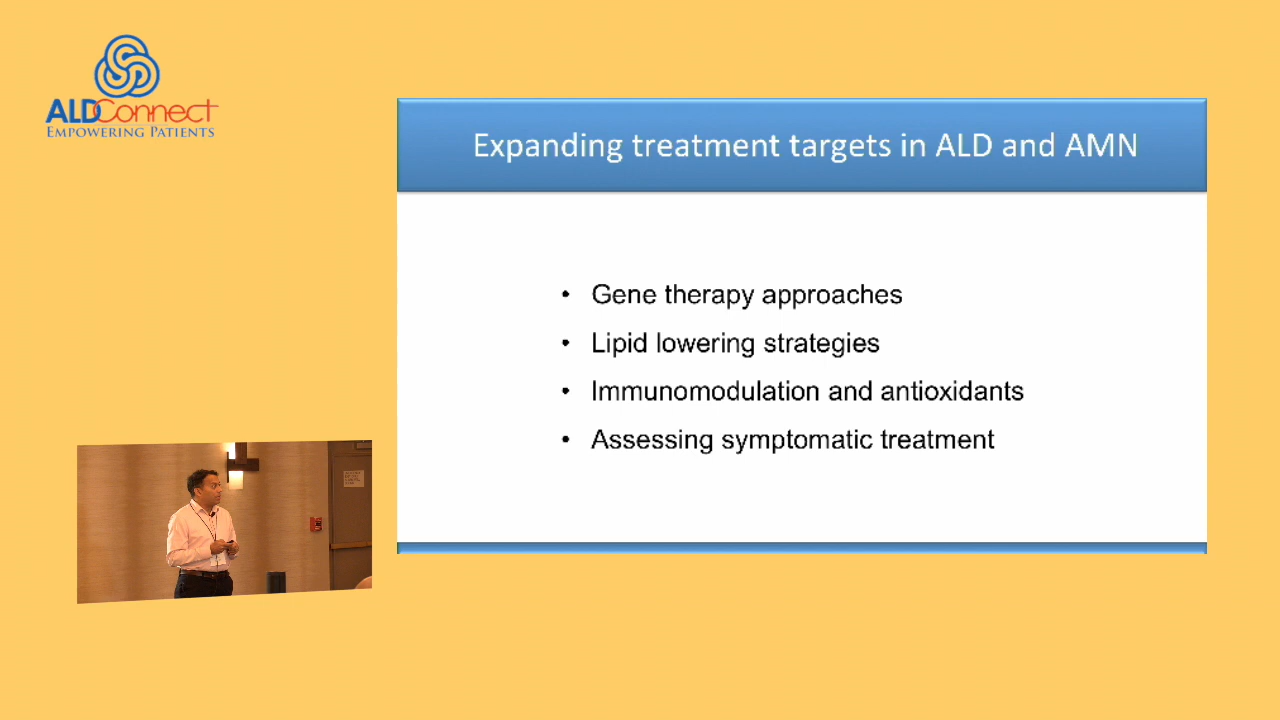 ALDConnect
EMPOWERING PATIENTS
Expanding treatment targets in ALD and AMN
• Gene therapy approaches
• Lipid lowering strategies
• Immunomodulation and antioxidants
• Assessing symptomatic treatment